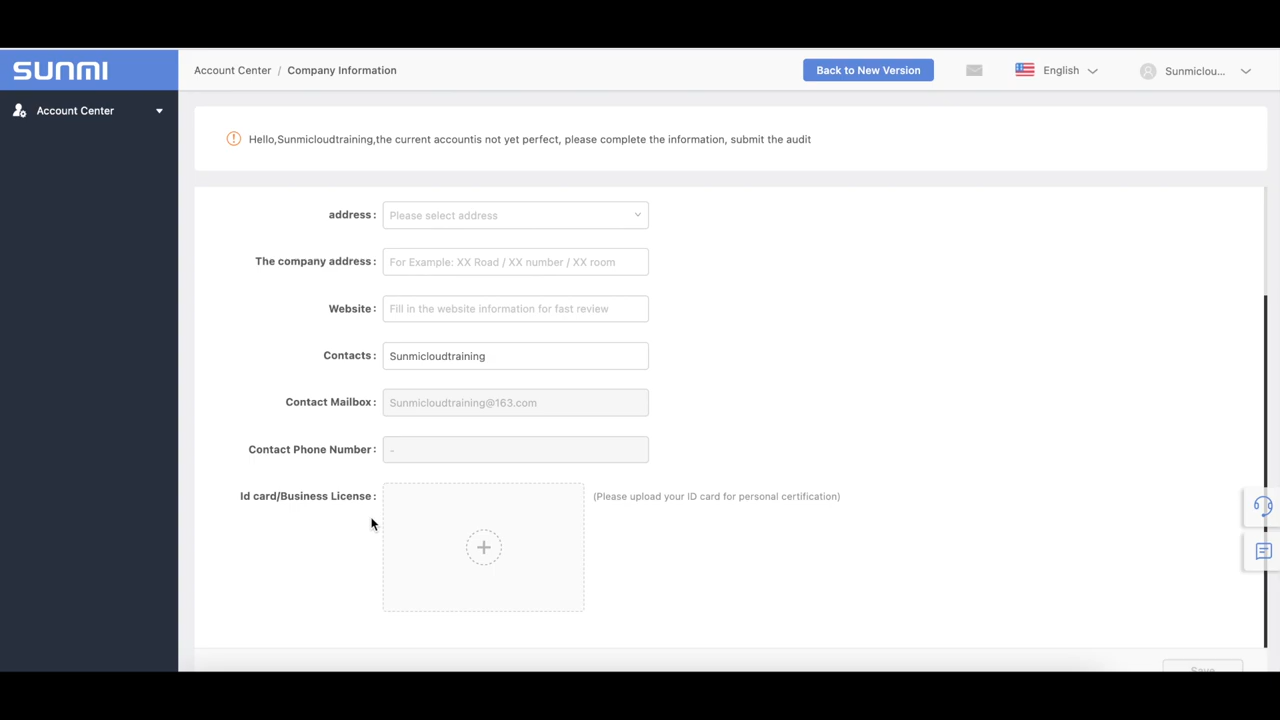 SUNMI
Account Center / Company Information
Back to New Version
English
Sunmiclou...
Account Center
Hello,Sunmicloudtraining,the current accountis not yet perfect, please complete the information, submit the audit
address: Please select address
The company address: For Example: XX Road / XX number / XX room
Website: Fill in the website information for fast review
Contacts: Sunmicloudtraining
Contact Mailbox: Sunmicloudtraining@163.com
Contact Phone Number: -
Id card/Business License: (Please upload your ID card for personal certification)
Save